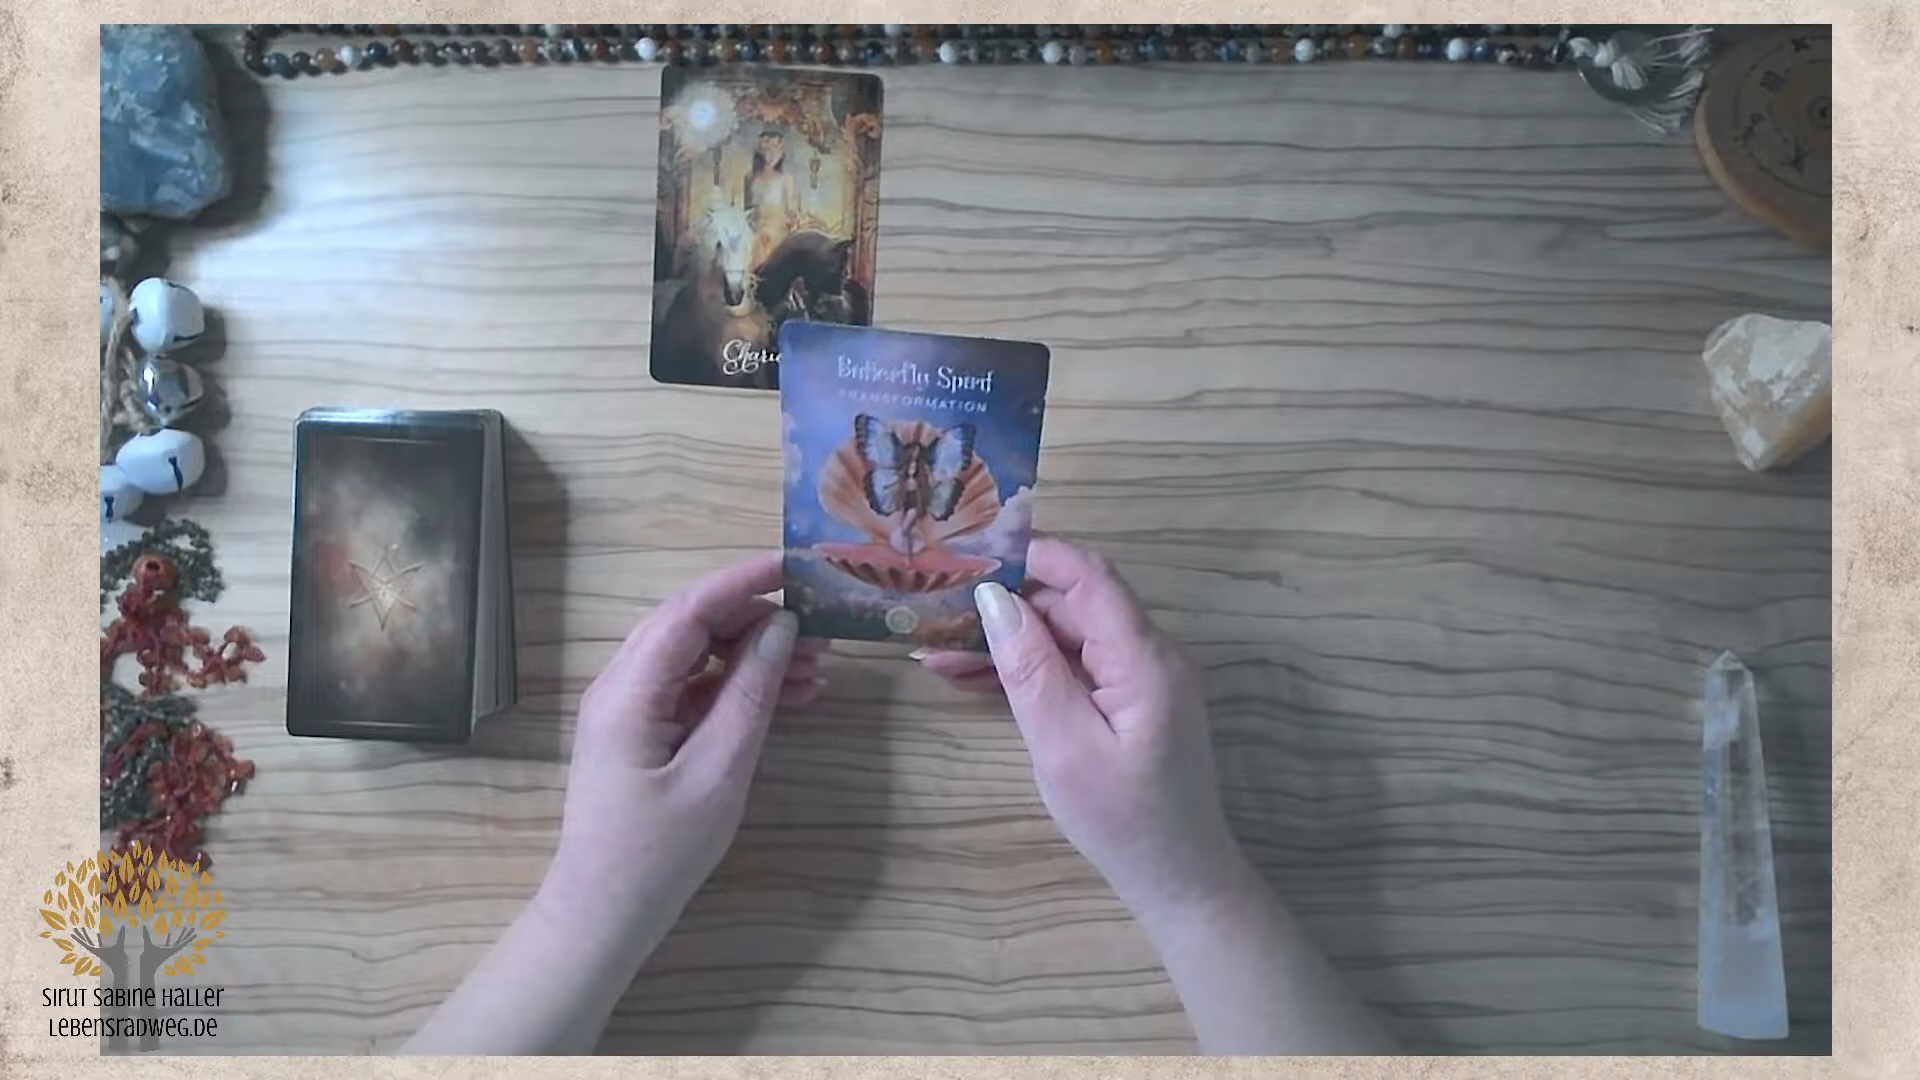 Butterfly Spirit
TRANSFORMATION
SIRUT SABINE HALLER
LEBENSRADWEG.DE